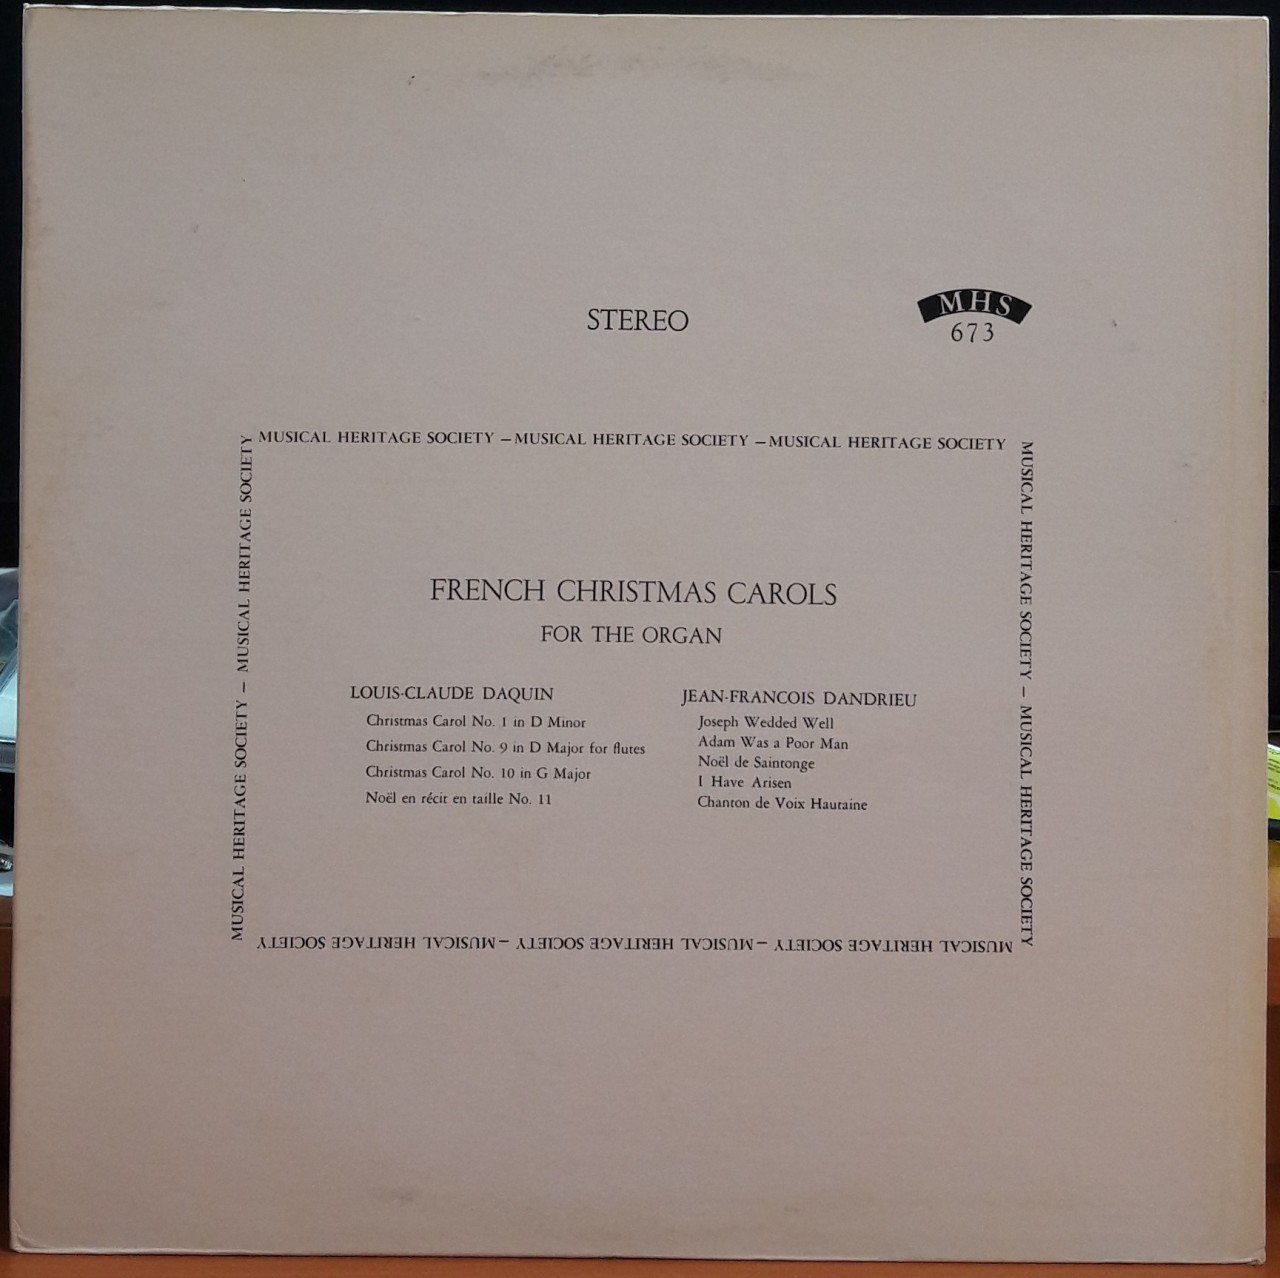 STEREO
MHS
673
MUSICAL HERITAGE SOCIETY – MUSICAL HERITAGE SOCIETY – MUSICAL HERITAGE SOCIETY
MUSICAL HERITAGE SOCIETY – MUSICAL HERITAGE SOCIETY
MUSICAL HERITAGE SOCIETY – MUSICAL HERITAGE SOCIETY
FRENCH CHRISTMAS CAROLS
FOR THE ORGAN
LOUIS-CLAUDE DAQUIN
Christmas Carol No. 1 in D Minor
Christmas Carol No. 9 in D Major for flutes
Christmas Carol No. 10 in G Major
Noël en récit en taille No. 11
JEAN-FRANCOIS DANDRIEU
Joseph Wedded Well
Adam Was a Poor Man
Noël de Saintonge
I Have Arisen
Chanton de Voix Hautaine
MUSICAL HERITAGE SOCIETY – MUSICAL HERITAGE SOCIETY – MUSICAL HERITAGE SOCIETY